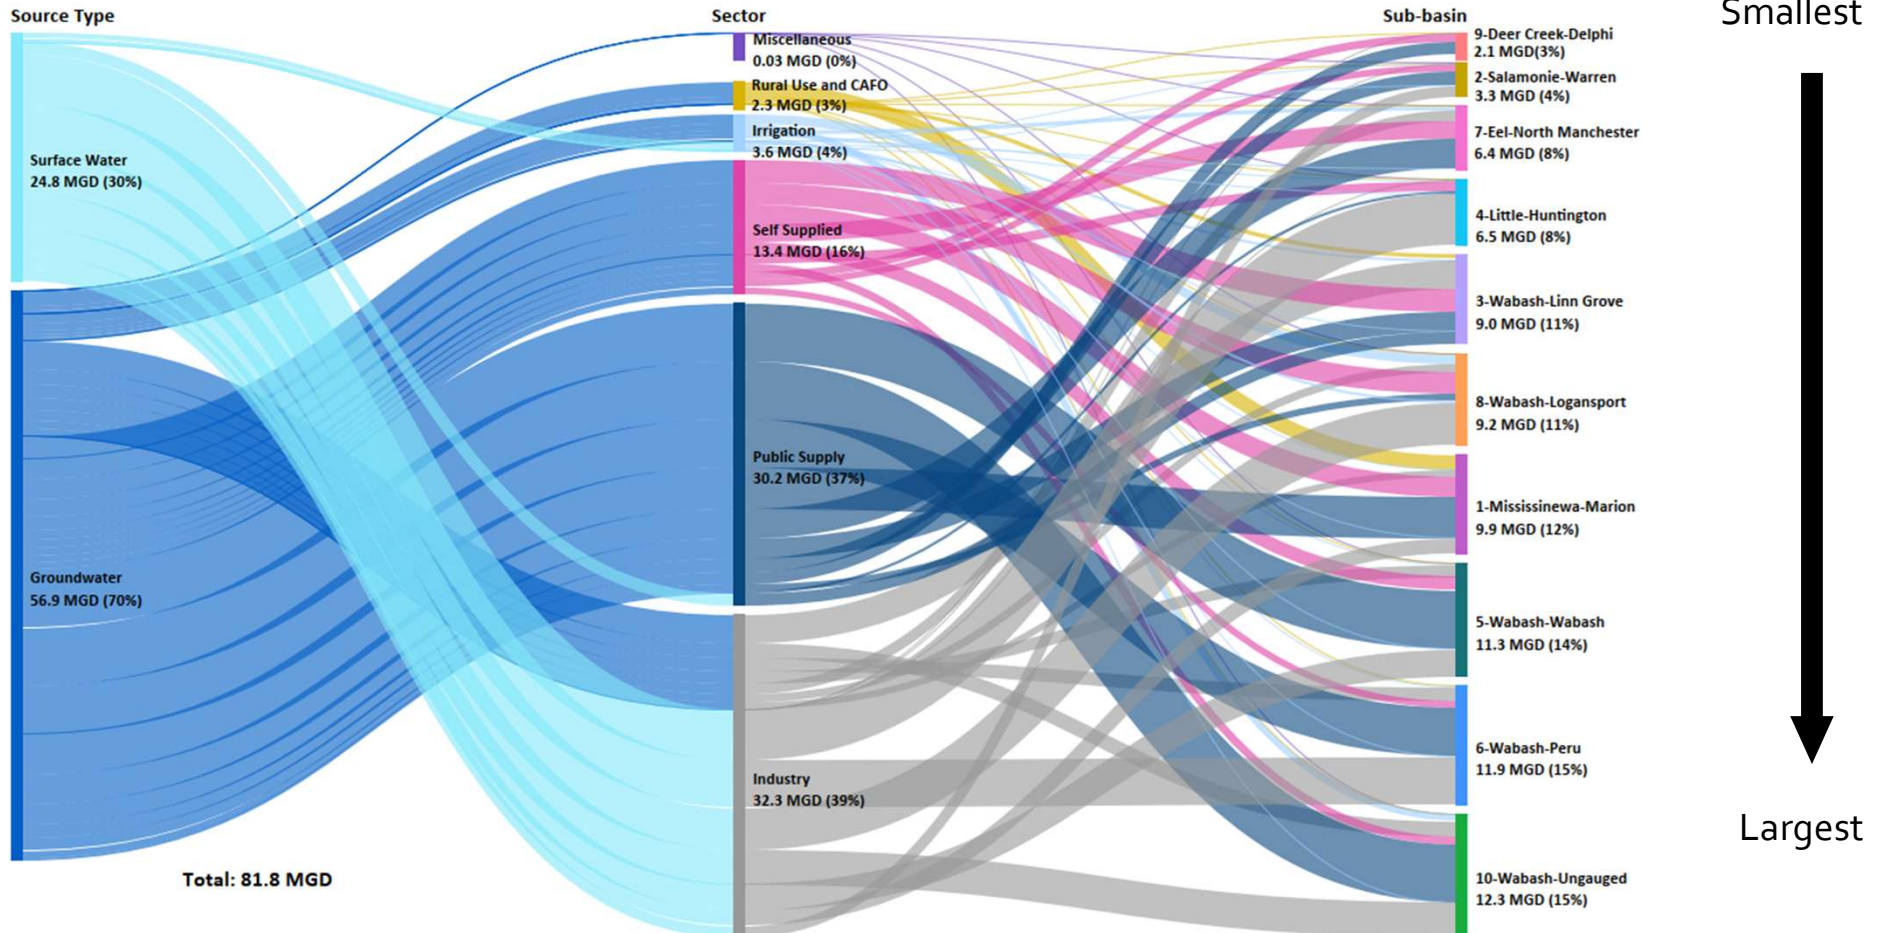 Source Type
Sector
Sub-basin
Smallest
Surface Water
24.8 MGD (30%)
Groundwater
56.9 MGD (70%)
Total: 81.8 MGD
Miscellaneous
0.03 MGD (0%)
Rural Use and CAFO
2.3 MGD (3%)
Irrigation
3.6 MGD (4%)
Self Supplied
13.4 MGD (16%)
Public Supply
30.2 MGD (37%)
Industry
32.3 MGD (39%)
9-Deer Creek-Delphi
2.1 MGD(3%)
2-Salamonie-Warren
3.3 MGD (4%)
7-Eel-North Manchester
6.4 MGD (8%)
4-Little-Huntington
6.5 MGD (8%)
3-Wabash-Linn Grove
9.0 MGD (11%)
8-Wabash-Logansport
9.2 MGD (11%)
1-Mississinewa-Marion
9.9 MGD (12%)
5-Wabash-Wabash
11.3 MGD (14%)
6-Wabash-Peru
11.9 MGD (15%)
10-Wabash-Ungauged
12.3 MGD (15%)
Largest